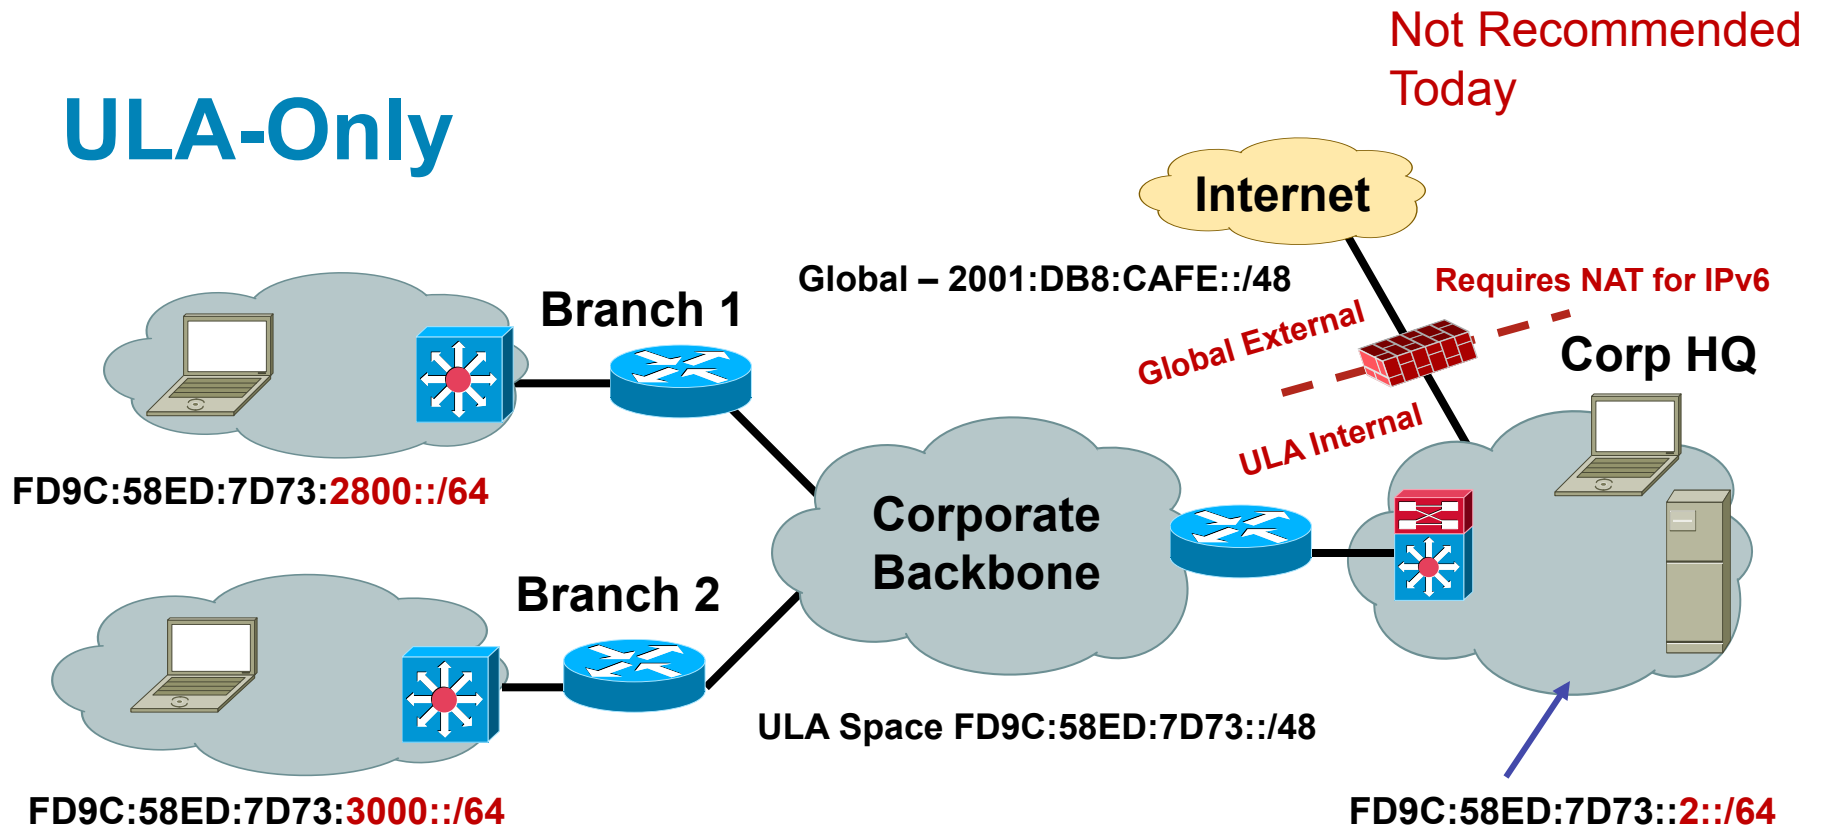 Not Recommended
Today
ULA-Only
Internet
Global – 2001:DB8:CAFE::/48
Requires NAT for IPv6
Global External
ULA Internal
Branch 1
Corp HQ
FD9C:58ED:7D73:2800::/64
Corporate
Backbone
Branch 2
ULA Space FD9C:58ED:7D73::/48
FD9C:58ED:7D73:3000::/64
FD9C:58ED:7D73::2::/64